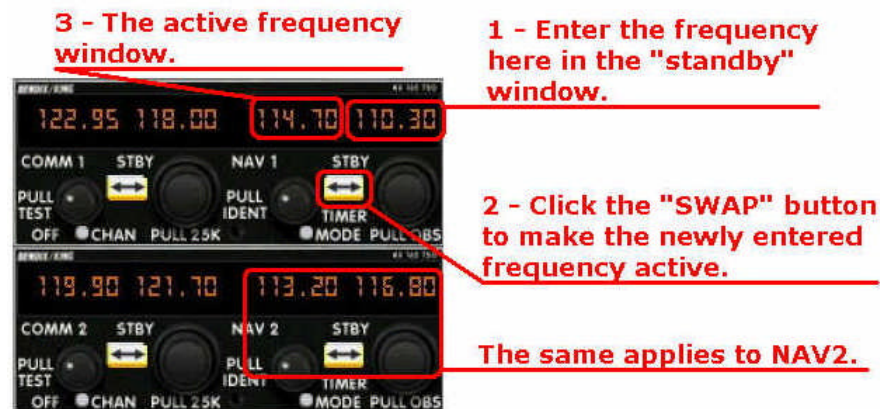 3 - The active frequency
window.
1 - Enter the frequency
here in the "standby"
window.
BENDIX/KING
122.95 118.00 114.70 110.30
COMM 1 STBY NAV 1 STBY
PULL
TEST
PULL
IDENT
TIMER
OFF CHAN PULL 25K MODE PULL OBS
2 - Click the "SWAP" button
to make the newly entered
frequency active.
BENDIX/KING
119.90 121.70 113.20 116.80
COMM 2 STBY NAV 2 STBY
PULL
TEST
PULL
IDENT
TIMER
OFF CHAN PULL 25K MODE PULL OBS
The same applies to NAV2.